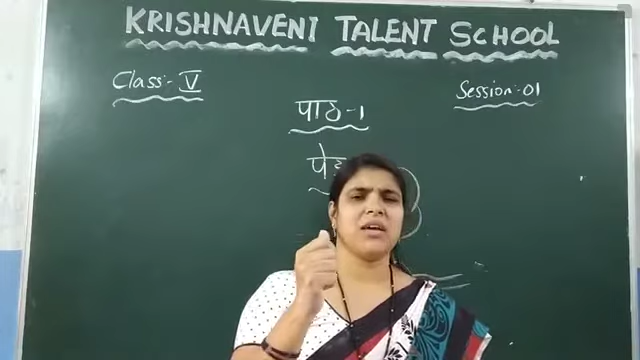 KRISHNAVENI TALENT SCHOOL
Class:- V
Session:-01
पाठ-1